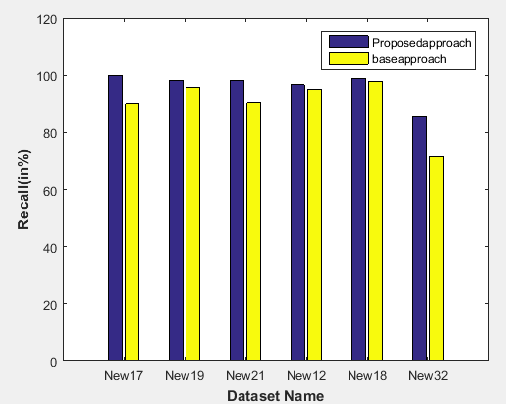 120
100
80
60
40
20
0
Recall(in%)
Proposedapproach
baseapproach
New17 New19 New21 New12 New18 New32
Dataset Name